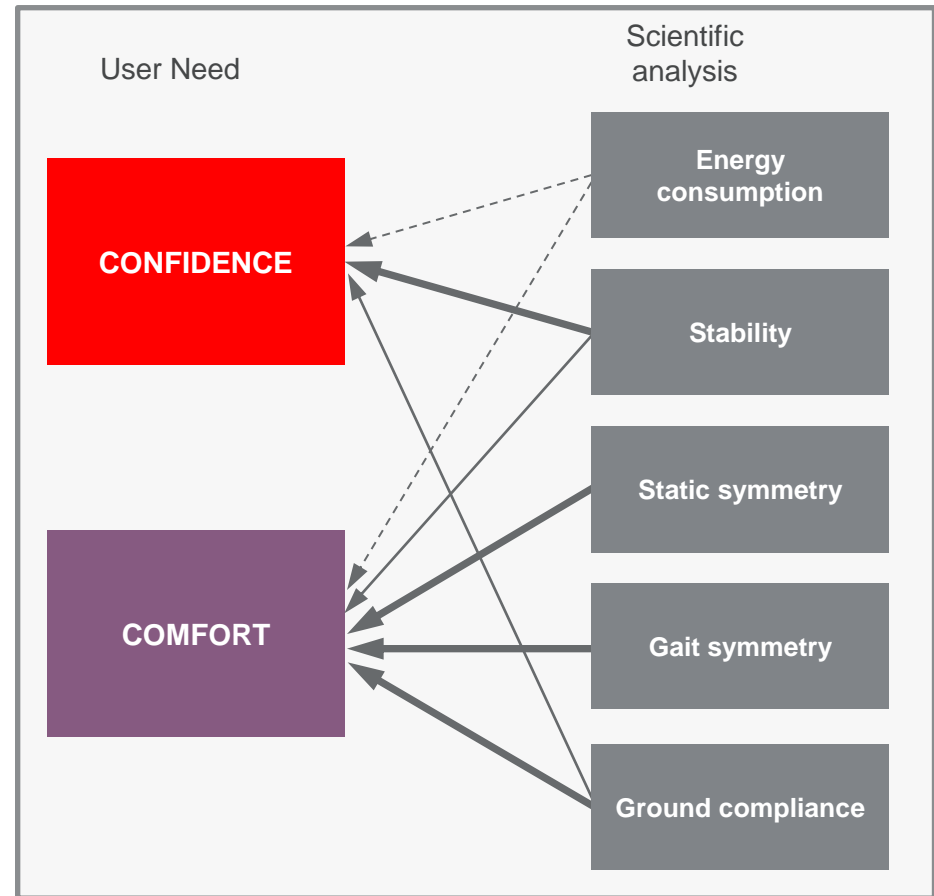 User Need
Scientific
analysis
CONFIDENCE
COMFORT
Energy
consumption
Stability
Static symmetry
Gait symmetry
Ground compliance